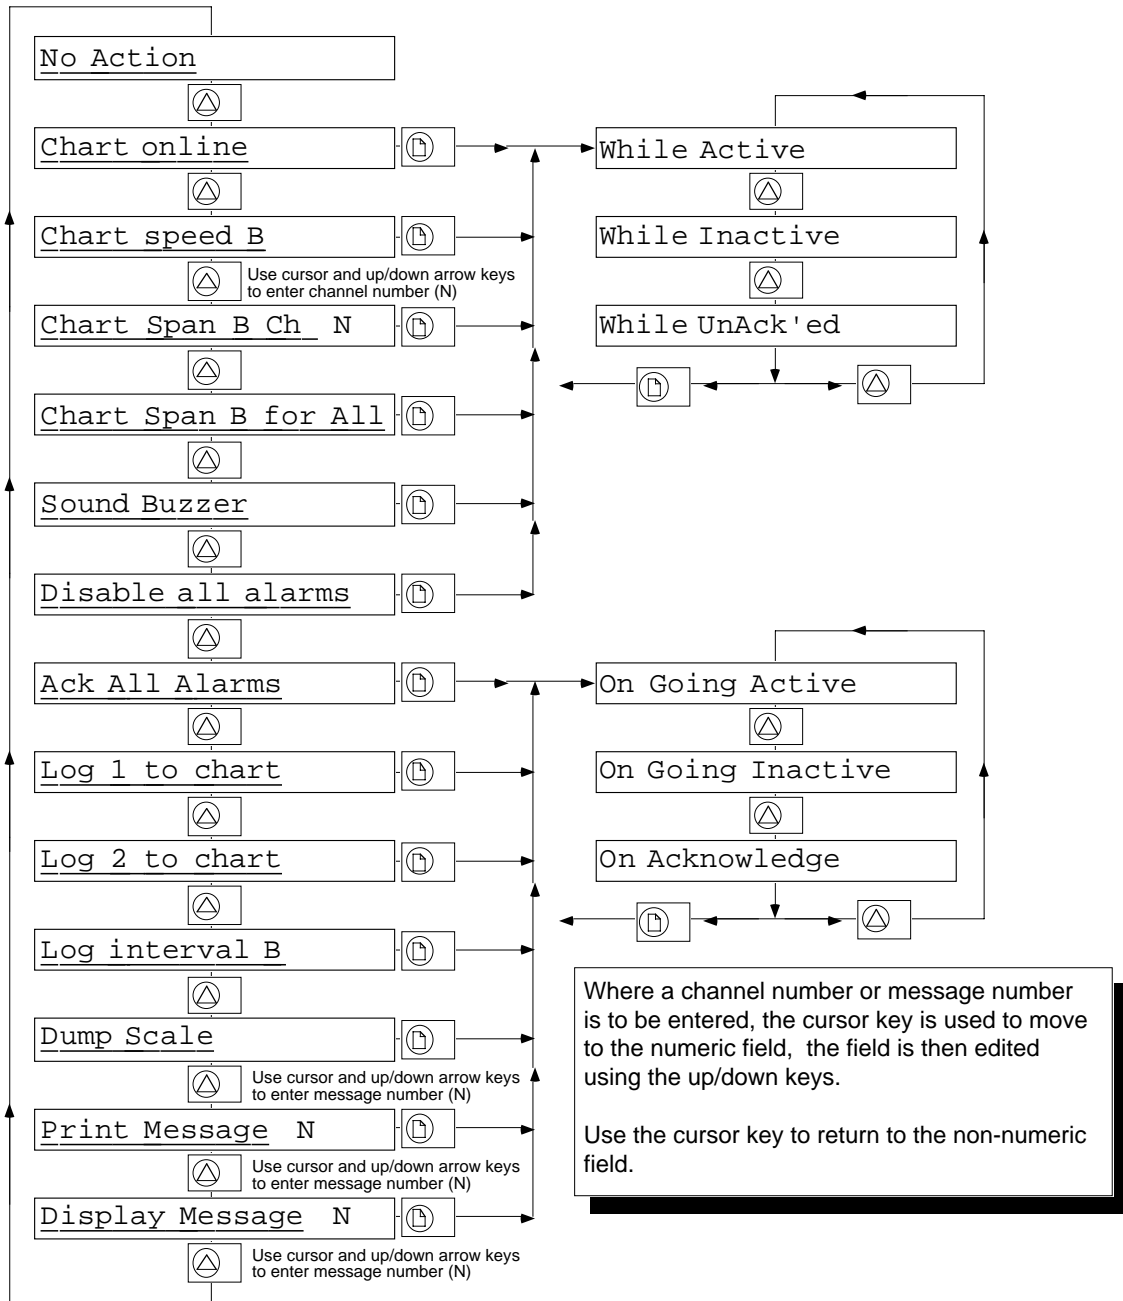 No Action
Chart online
Chart speed B
Use cursor and up/down arrow keys
to enter channel number (N)
Chart Span B Ch N
Chart Span B for All
Sound Buzzer
Disable all alarms
Ack All Alarms
Log 1 to chart
Log 2 to chart
Log interval B
Dump Scale
Use cursor and up/down arrow keys
to enter message number (N)
Print Message N
Use cursor and up/down arrow keys
to enter message number (N)
Display Message N
Use cursor and up/down arrow keys
to enter message number (N)
While Active
While Inactive
While UnAck'ed
On Going Active
On Going Inactive
On Acknowledge
Where a channel number or message number
is to be entered, the cursor key is used to move
to the numeric field, the field is then edited
using the up/down keys.
Use the cursor key to return to the non-numeric
field.